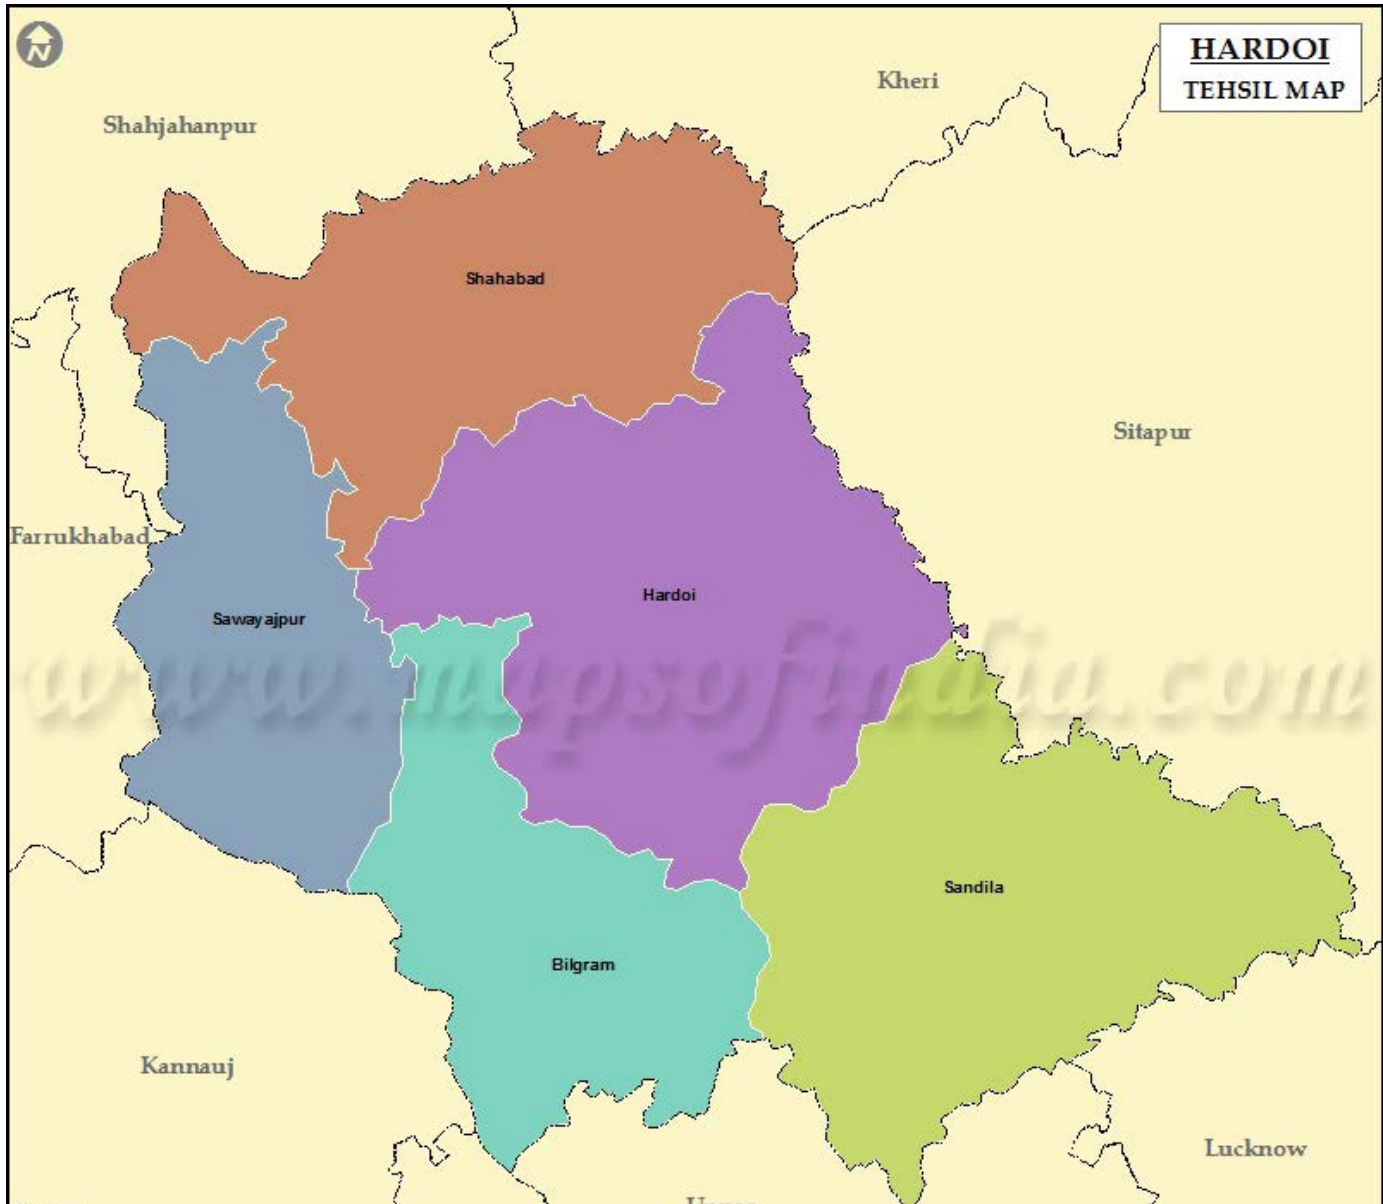 HARDOI
TEHSIL MAP
N
Kheri
Shahjahanpur
Shahabad
Sitapur
Farrukhabad
Hardoi
Sawayajpur
www.mapsofindia.com
Sandila
Bilgram
Kannauj
Lucknow